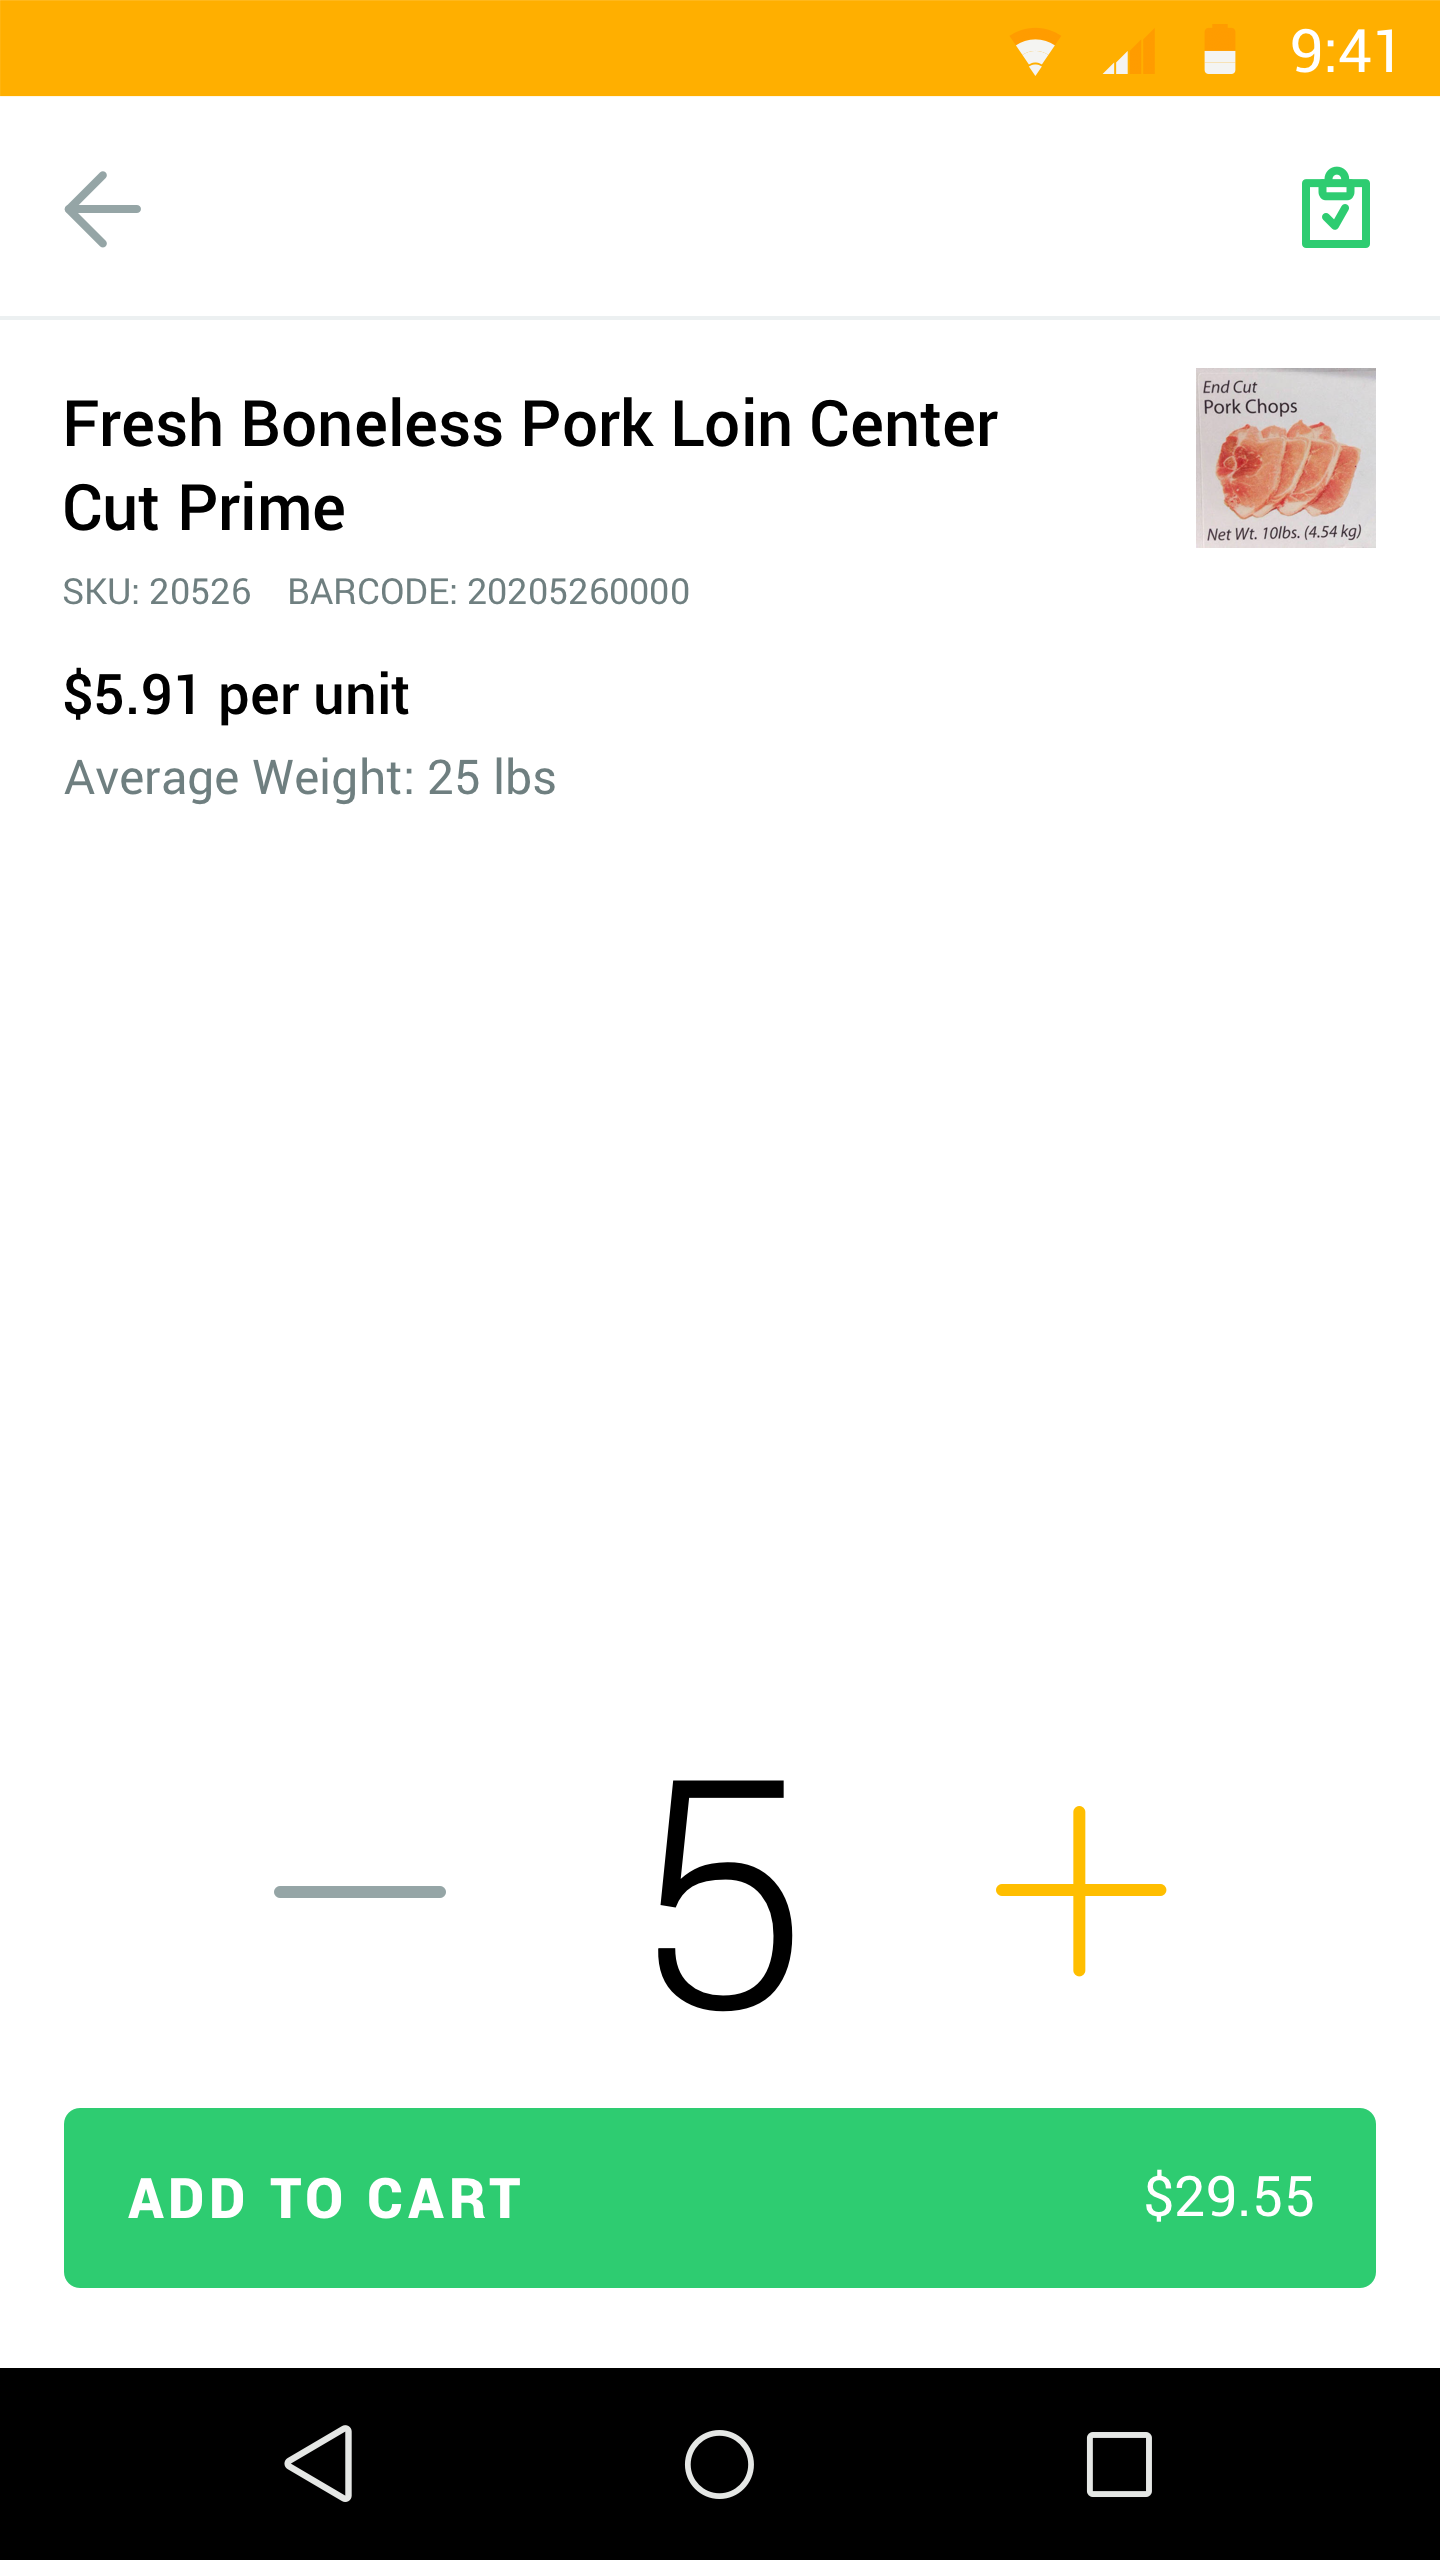 9:41
Fresh Boneless Pork Loin Center
Cut Prime
End Cut
Pork Chops
Net Wt. 10lbs. (4.54 kg)
SKU: 20526 BARCODE: 20205260000
$5.91 per unit
Average Weight: 25 lbs
5
ADD TO CART $29.55